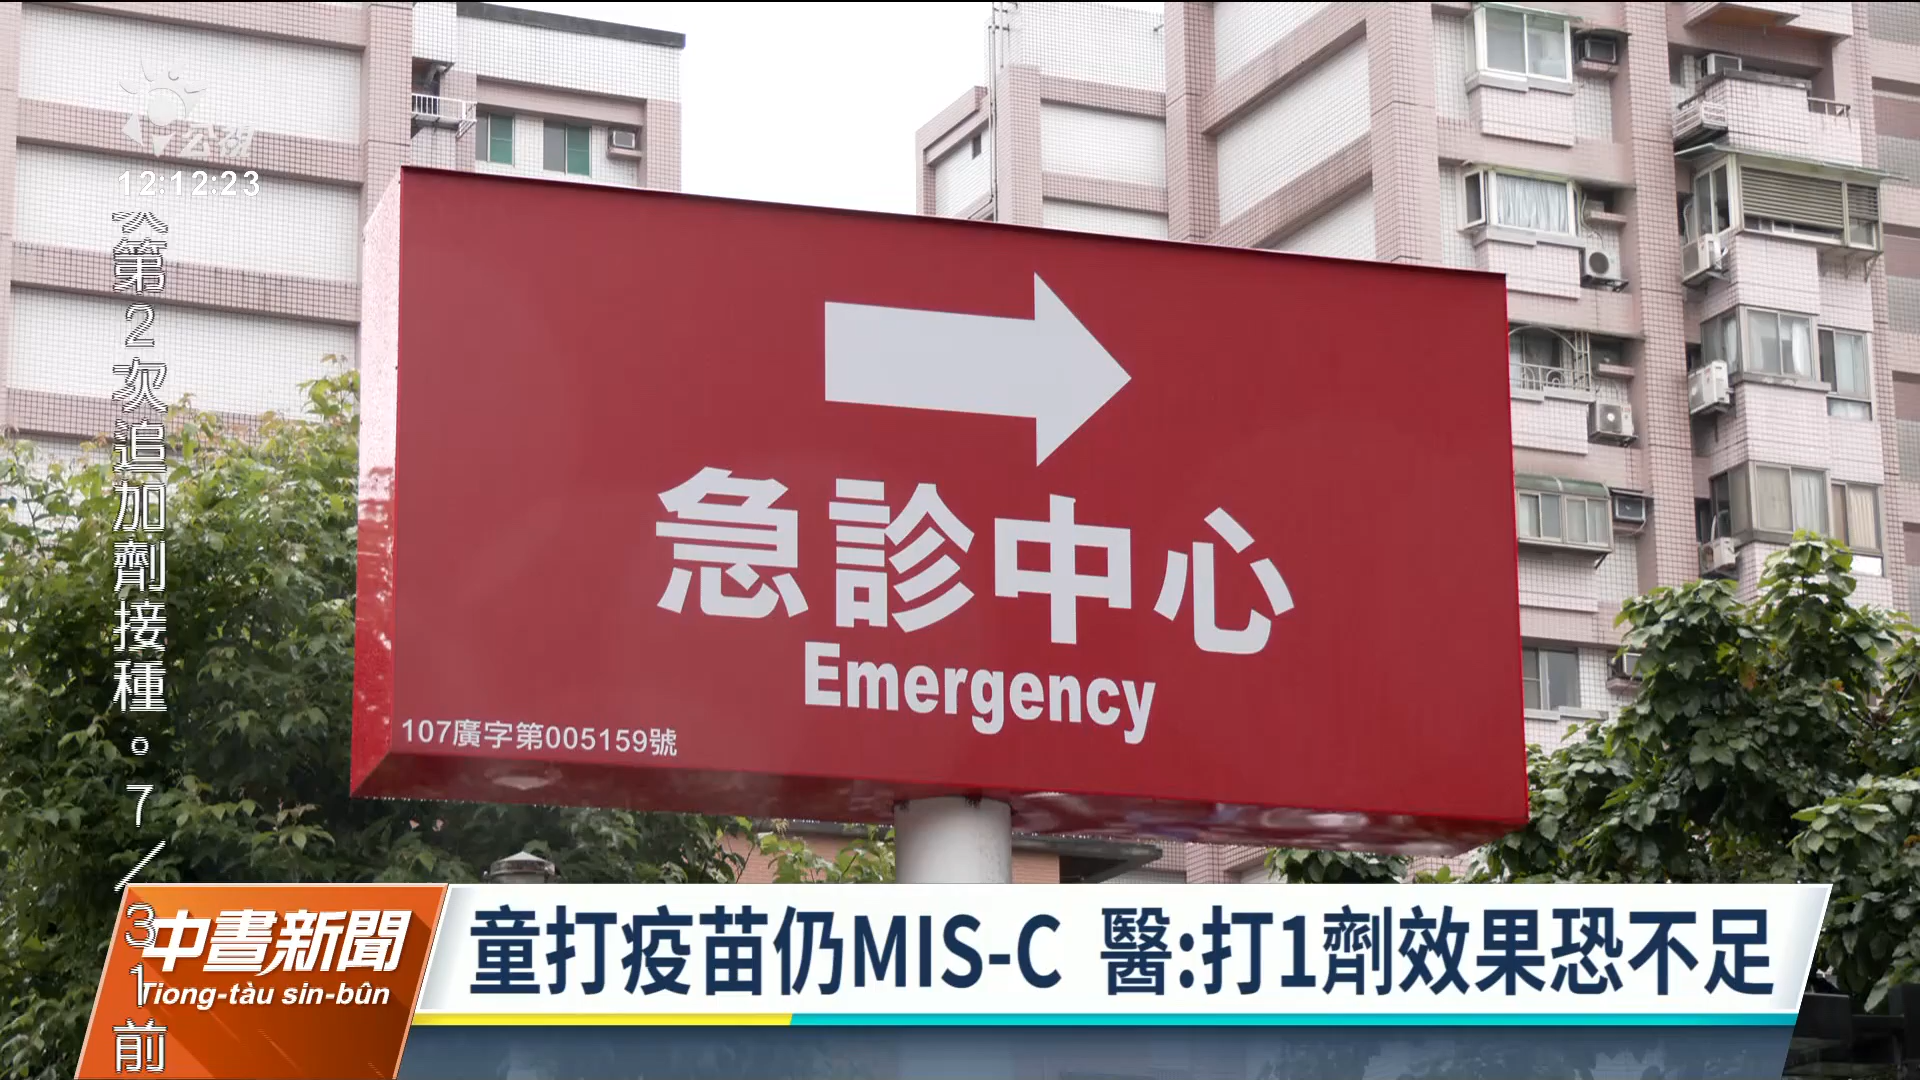 公視
12:12:23
次第2次追加劑接種。7/31前
急診中心
Emergency
107廣字第005159號
中晝新聞
Tiong-tàu sin-bûn
童打疫苗仍MIS-C 醫:打1劑效果恐不足